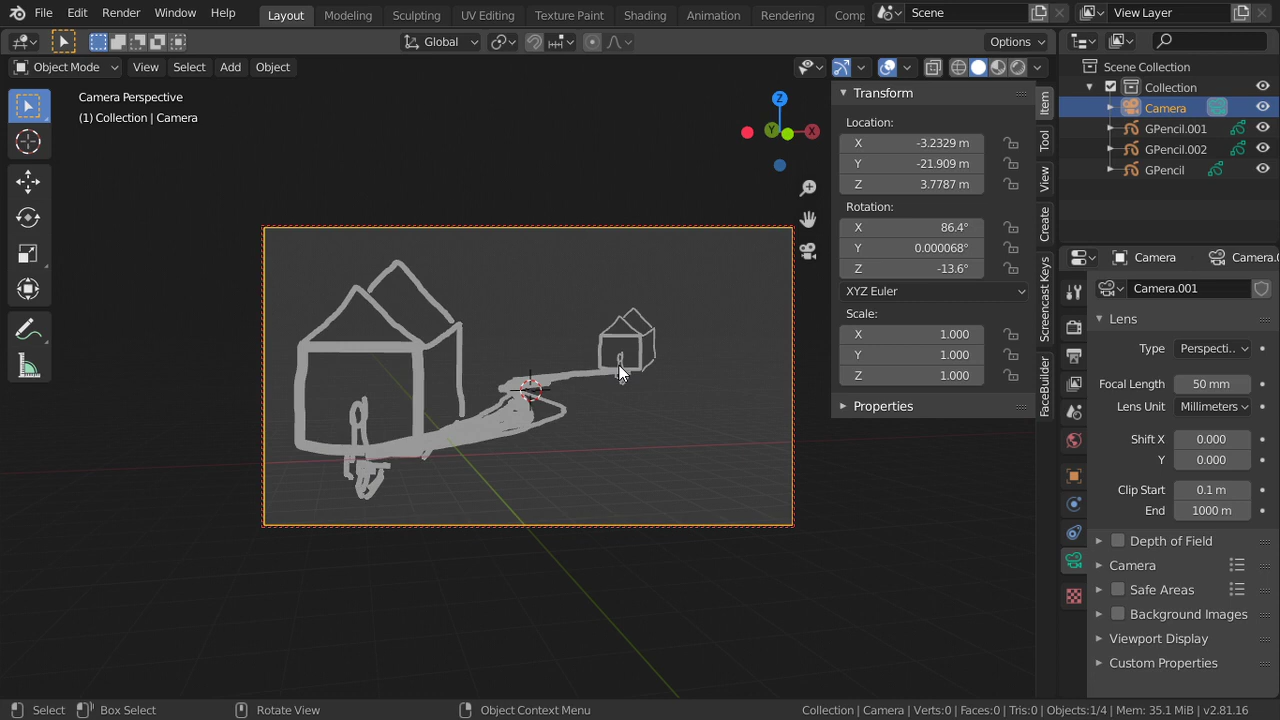 File Edit Render Window Help Layout Modeling Sculpting UV Editing Texture Paint Shading Animation Rendering Comp Scene View Layer
Global Options
Object Mode View Select Add Object
Camera Perspective
(1) Collection | Camera
Z
Y
X
Transform
Location:
X -3.2329 m
Y -21.909 m
Z 3.7787 m
Rotation:
X 86.4°
Y 0.000068°
Z -13.6°
XYZ Euler
Scale:
X 1.000
Y 1.000
Z 1.000
Properties
Item
Tool
View
Create
Screencast Keys
FaceBuilder
Scene Collection
Collection
Camera
GPencil.001
GPencil.002
GPencil
Camera Camera.0
Camera.001
Lens
Type Perspecti..
Focal Length 50 mm
Lens Unit Millimeters
Shift X 0.000
Y 0.000
Clip Start 0.1 m
End 1000 m
Depth of Field
Camera
Safe Areas
Background Images
Viewport Display
Custom Properties
Select Box Select Rotate View Object Context Menu Collection | Camera | Verts:0 | Faces:0 | Tris:0 | Objects:1/4 | Mem: 35.1 MiB | v2.81.16